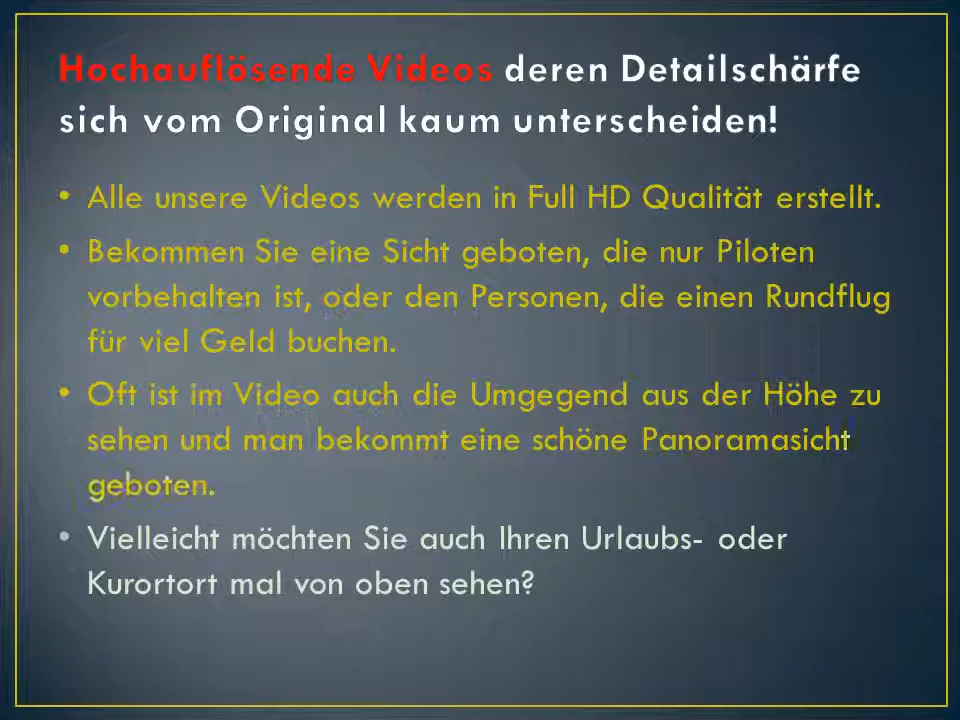 Hochauflösende Videos deren Detailschärfe
sich vom Original kaum unterscheiden!
• Alle unsere Videos werden in Full HD Qualität erstellt.
• Bekommen Sie eine Sicht geboten, die nur Piloten
vorbehalten ist, oder den Personen, die einen Rundflug
für viel Geld buchen.
• Oft ist im Video auch die Umgegend aus der Höhe zu
sehen und man bekommt eine schöne Panoramasicht
geboten.
• Vielleicht möchten Sie auch Ihren Urlaubs- oder
Kurortort mal von oben sehen?